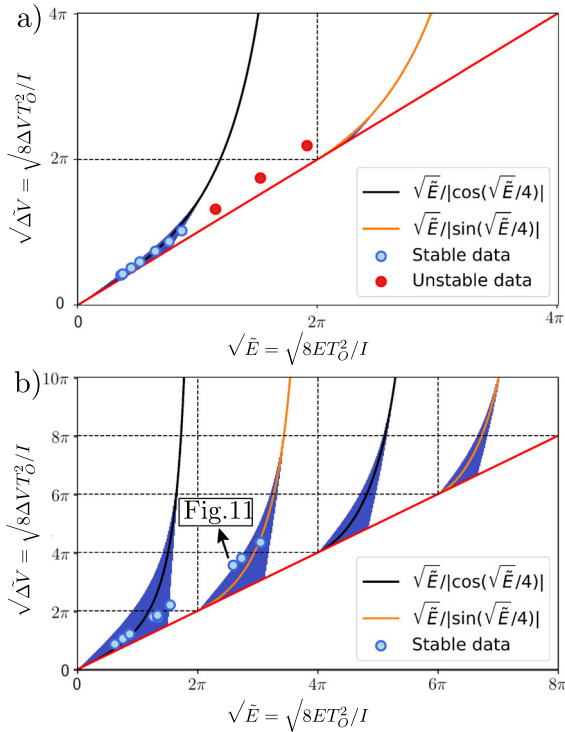 a)
4π
2π
0
√ΔṼ = √8ΔVT_O^2/I
√Ẽ/|cos(√Ẽ/4)|
√Ẽ/|sin(√Ẽ/4)|
Stable data
Unstable data
0
2π
4π
√Ẽ = √8ET_O^2/I
b)
10π
8π
6π
4π
2π
0
√ΔṼ = √8ΔVT_O^2/I
Fig.11
√Ẽ/|cos(√Ẽ/4)|
√Ẽ/|sin(√Ẽ/4)|
Stable data
0
2π
4π
6π
8π
√Ẽ = √8ET_O^2/I